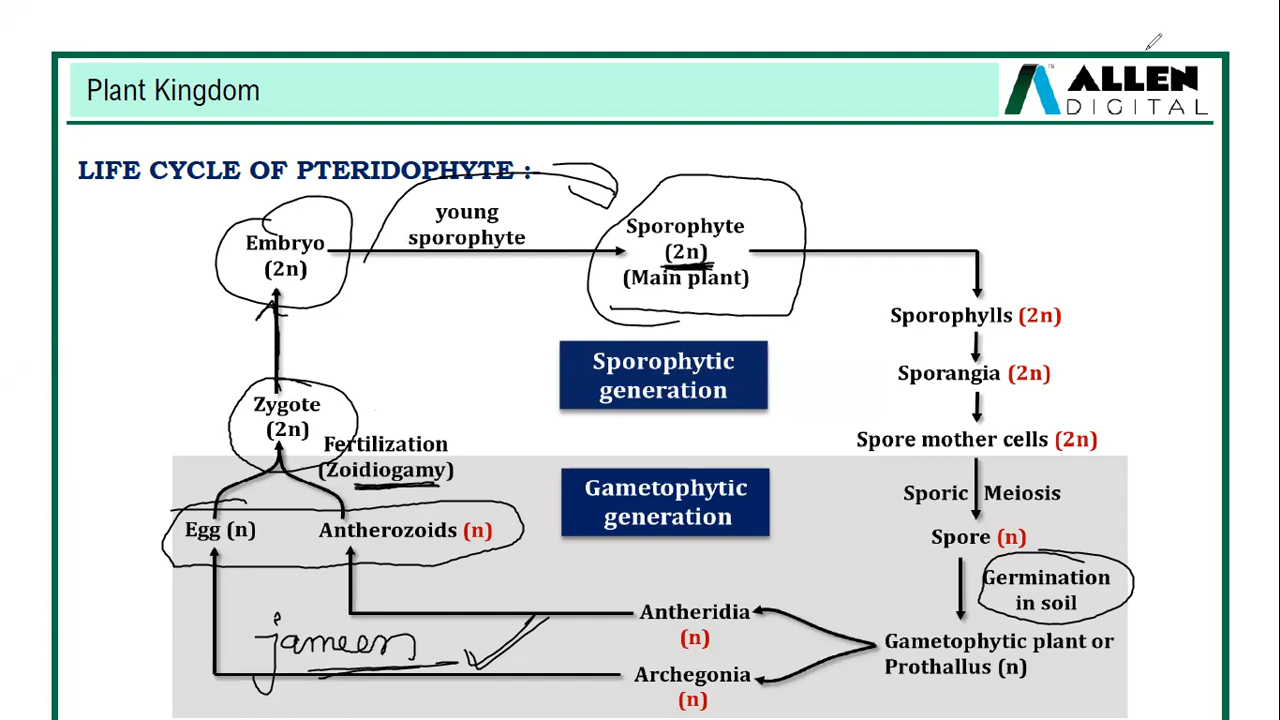 Plant Kingdom
ALLEN
DIGITAL
LIFE CYCLE OF PTERIDOPHYTE :-
Embryo
(2n)
young
sporophyte
Sporophyte
(2n)
(Main plant)
Sporophylls (2n)
Sporangia (2n)
Spore mother cells (2n)
Sporic Meiosis
Spore (n)
Germination
in soil
Gametophytic plant or
Prothallus (n)
Sporophytic
generation
Gametophytic
generation
Zygote
(2n)
Fertilization
(Zoidiogamy)
Egg (n)
Antherozoids (n)
Antheridia
(n)
Archegonia
(n)
jameen